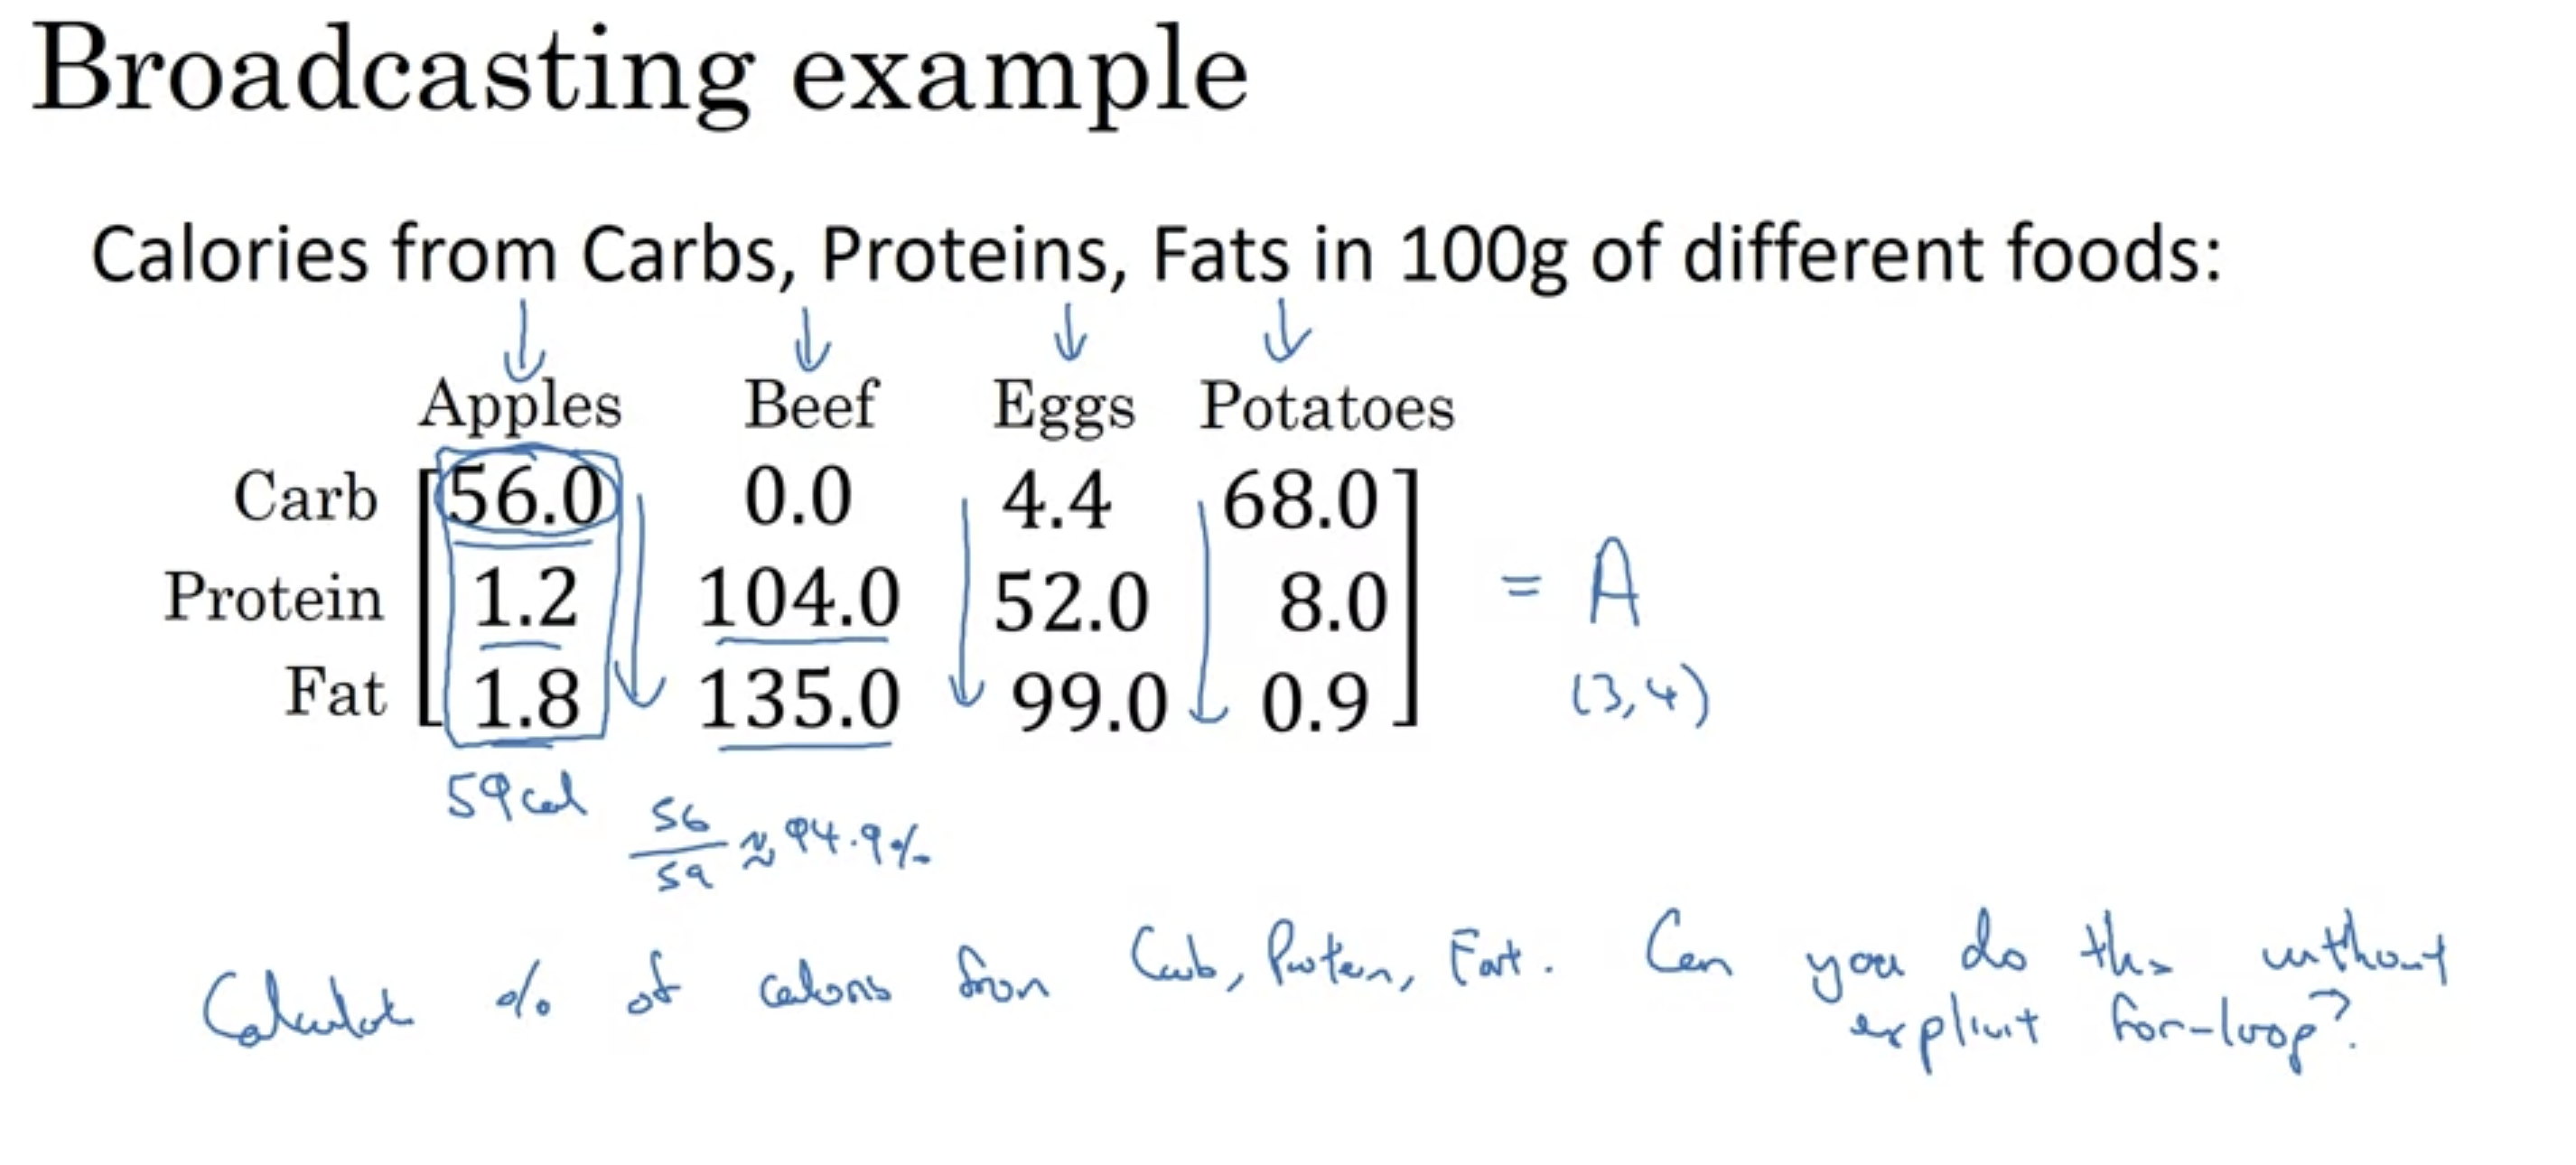 Broadcasting example
Calories from Carbs, Proteins, Fats in 100g of different foods:
Apples Beef Eggs Potatoes
Carb 56.0 0.0 4.4 68.0
Protein 1.2 104.0 52.0 8.0 = A
Fat 1.8 135.0 99.0 0.9 (3,4)
59cal
56/59 ≈ 94.9%
Calculate % of calories from Carb, Protein, Fat. Can you do this without
explicit for-loop?